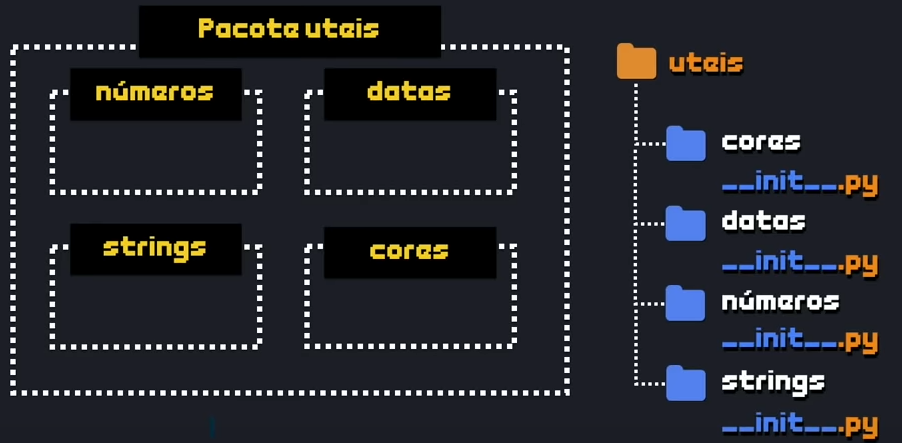 Pacote uteis
números
datas
strings
cores
uteis
cores
__init__.py
datas
__init__.py
números
__init__.py
strings
__init__.py